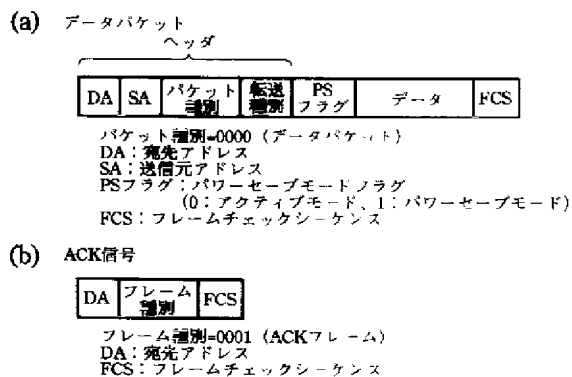 (a) データパケット
ヘッダ
DA SA パケット識別 転送種別 PSフラグ データ FCS
パケット識別=0000 (データパケット)
DA:宛先アドレス
SA:送信元アドレス
PSフラグ:パワーセーブモードフラグ
(0:アクティブモード、1:パワーセーブモード)
FCS:フレームチェックシーケンス
(b) ACK信号
DA フレーム識別 FCS
フレーム識別=0001 (ACKフレーム)
DA:宛先アドレス
FCS:フレームチェックシーケンス